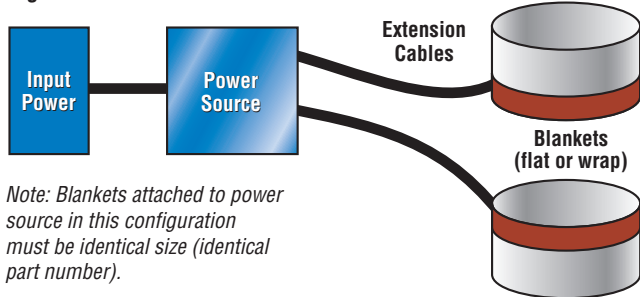 Extension
Cables
Input
Power
Power
Source
Blankets
(flat or wrap)
Note: Blankets attached to power
source in this configuration
must be identical size (identical
part number).